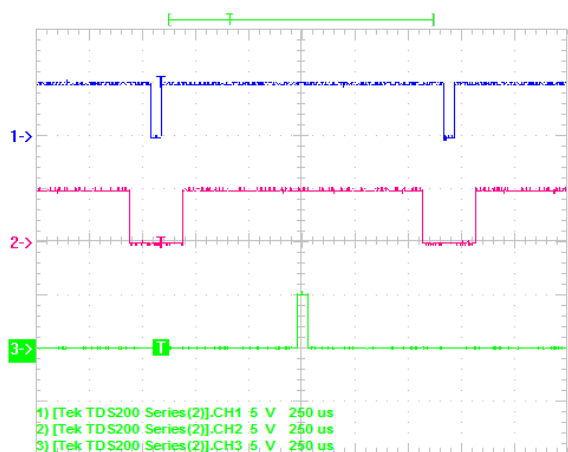 T
T
1->
T
2->
3->
T
1) [Tek TDS200 Series(2)].CH1 5 V 250 us
2) [Tek TDS200 Series(2)].CH2 5 V 250 us
3) [Tek TDS200 Series(2)].CH3 5 V 250 us